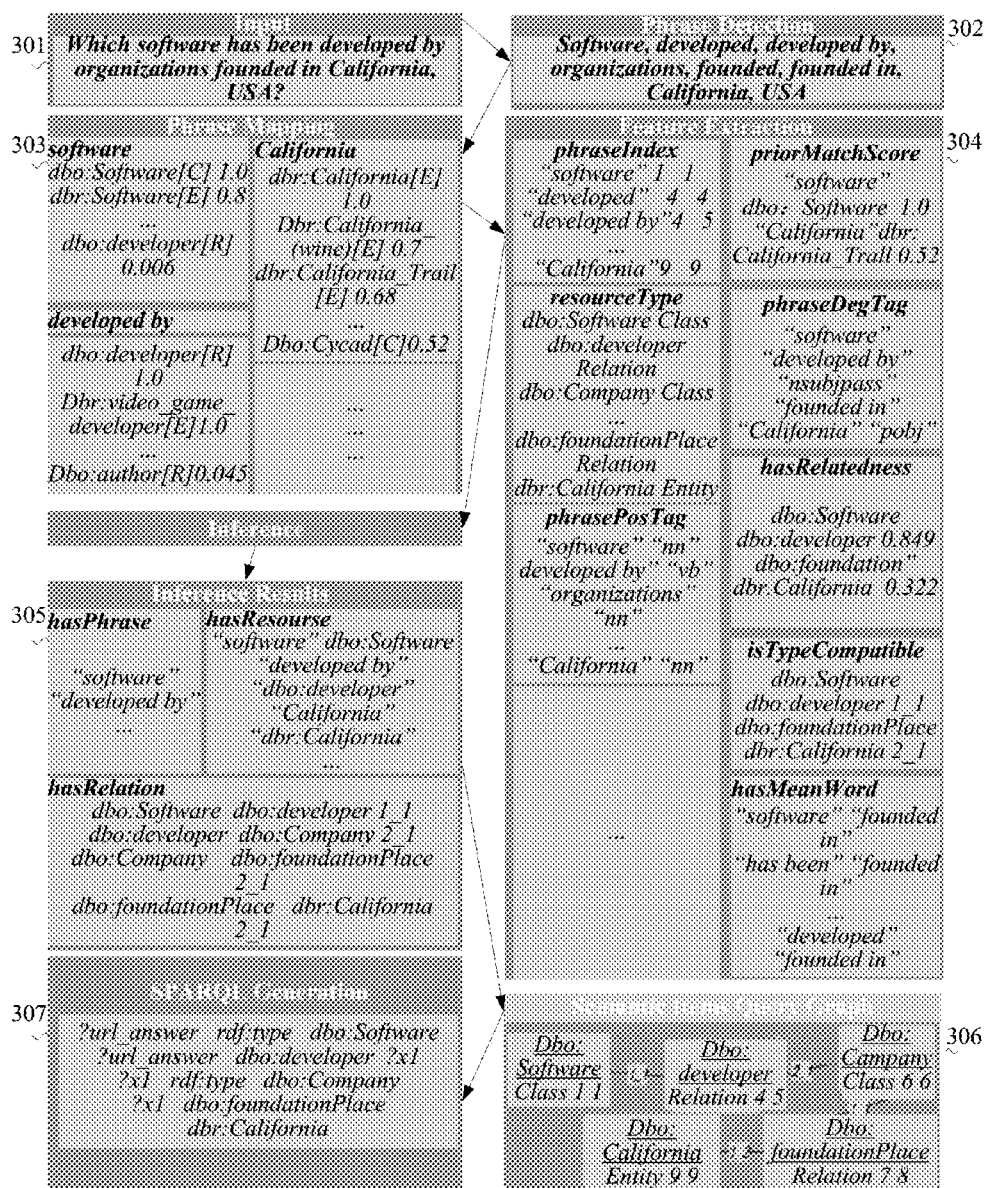 Input
301
Which software has been developed by
organizations founded in California,
USA?
Phrase Detection
302
Software, developed, developed by,
organizations, founded, founded in,
California, USA
Phrase Mapping
303
software
dbo:Software[C] 1.0
dbr:Software[E] 0.8
...
dbo:developer[R]
0.006
developed by
dbo:developer[R]
1.0
Dbr:video_game_
developer[E]1.0
...
Dbo:author[R]0.045
California
dbr:California[E]
1.0
Dbr:California_
(wine)[E] 0.7
dbr:California_Trail
[E] 0.68
...
Dbo:Cycad[C]0.52
...
...
...
Feature Extraction
304
phraseIndex
"software" 1 1
"developed" 4 4
"developed by"4 5
...
"California"9 9
resourceType
dbo:Software Class
dbo:developer
Relation
dbo:Company Class
...
dbo:foundationPlace
Relation
dbr:California Entity
phrasePosTag
"software" "nn"
developed by" "vb"
"organizations"
"nn"
...
"California" "nn"
...
priorMatchScore
"software"
dbo: Software 1.0
"California"dbr:
California_Trall 0.52
phraseDegTag
"software"
"developed by"
"nsubjpass"
"founded in"
"California" "pobj"
hasRelatedness
dbo:Software
dbo:developer 0.849
dbo:foundation"
dbr:California 0.322
isTypeCompatible
dbo:Software
dbo:developer 1_1
dbo:foundationPlace
dbr:California 2_1
hasMeanWord
"software" "founded
in"
"has been" "founded
in"
...
"developed"
"founded in"
Inference
Inference Results
305
hasPhrase
"software"
"developed by"
...
hasResourse
"software" dbo:Software
"developed by"
"dbo:developer"
"California"
"dbr:California"
...
hasRelation
dbo:Software dbo:developer 1_1
dbo:developer dbo:Company 2_1
dbo:Company dbo:foundationPlace
2_1
dbo:foundationPlace dbr:California
2_1
SPARQL Generation
307
?url_answer rdf:type dbo:Software
?url_answer dbo:developer ?x1
?x1 rdf:type dbo:Company
?x1 dbo:foundationPlace
dbr:California
306
Dbo:
Software
Class 1 1
Dbo:
developer
Relation 4 5
Dbo:
Campany
Class 6 6
Dbo:
California
Entity 9 9
Dbo:
foundationPlace
Relation 7 8